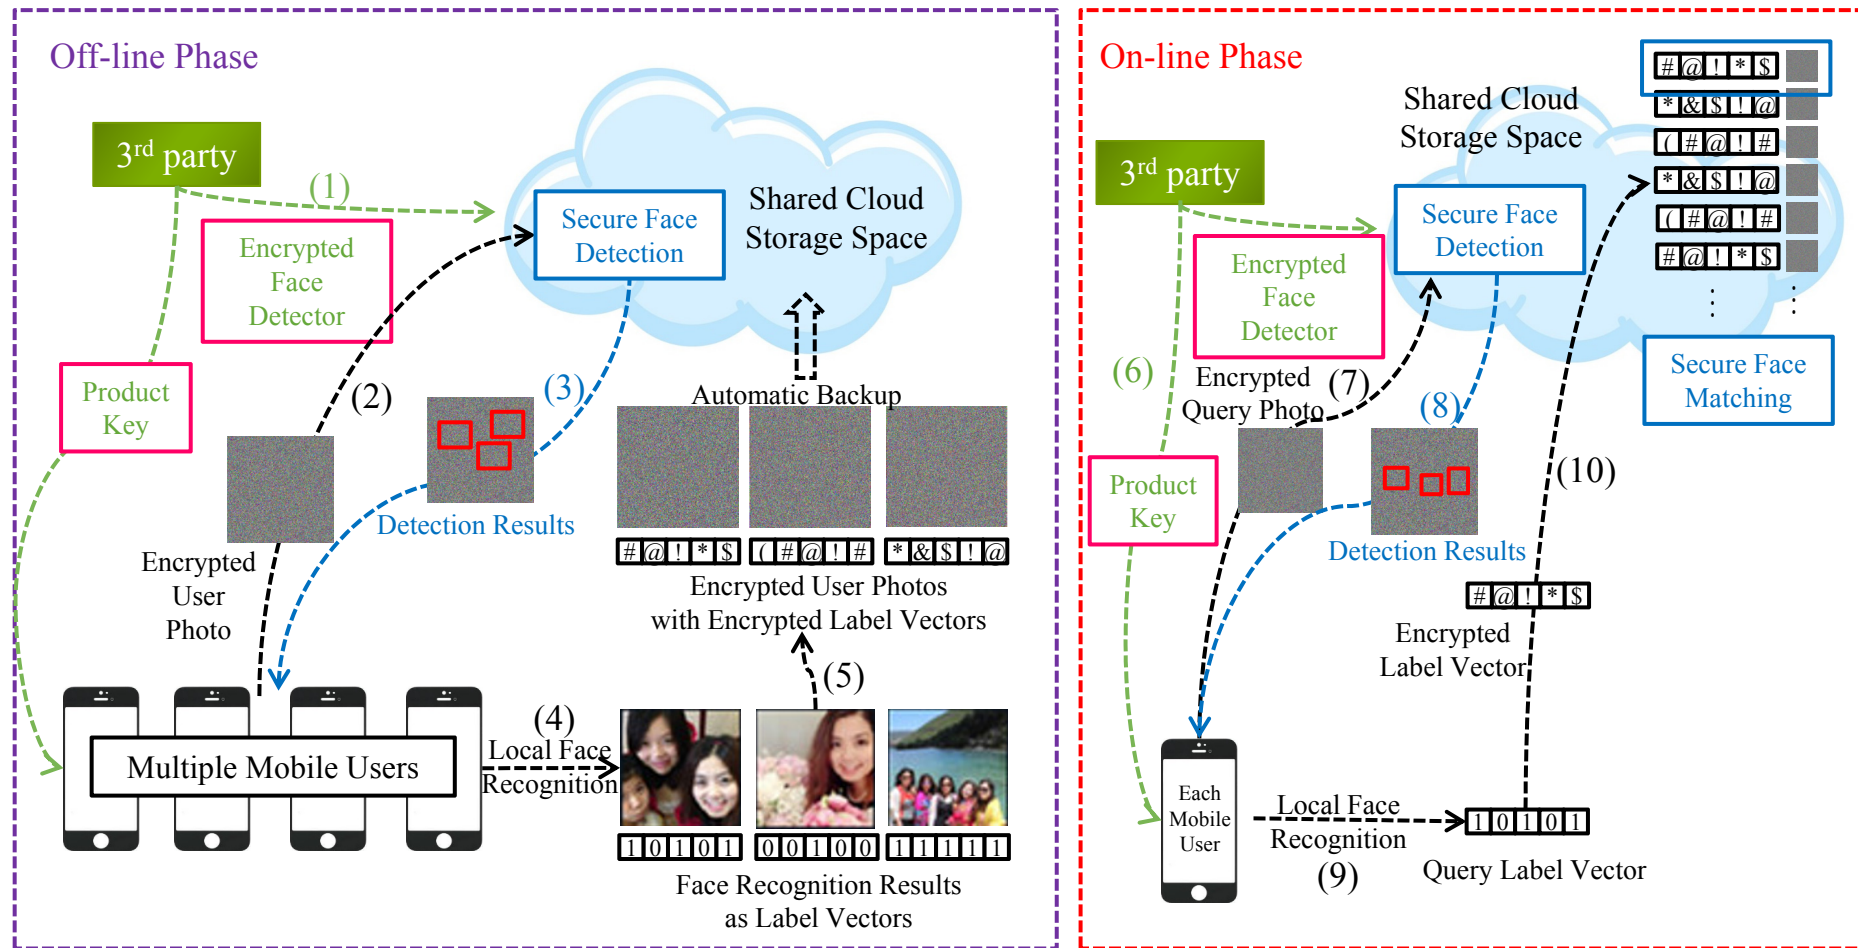 Off-line Phase
3rd party
(1)
Encrypted
Face
Detector
Product
Key
(2)
(3)
Secure Face
Detection
Shared Cloud
Storage Space
Automatic Backup
Encrypted
User
Photo
Detection Results
#@!*$
(#@!#
*&$!@
Encrypted User Photos
with Encrypted Label Vectors
(5)
Multiple Mobile Users
(4)
Local Face
Recognition
10101
00100
11111
Face Recognition Results
as Label Vectors
On-line Phase
3rd party
Shared Cloud
Storage Space
#@!*$
*&$!@
(#@!#
*&$!@
(#@!#
#@!*$
Secure Face
Detection
Encrypted
Face
Detector
(6)
Encrypted
Query Photo
(7)
(8)
Secure Face
Matching
Product
Key
Detection Results
(10)
#@!*$
Encrypted
Label Vector
Each
Mobile
User
Local Face
Recognition
(9)
10101
Query Label Vector